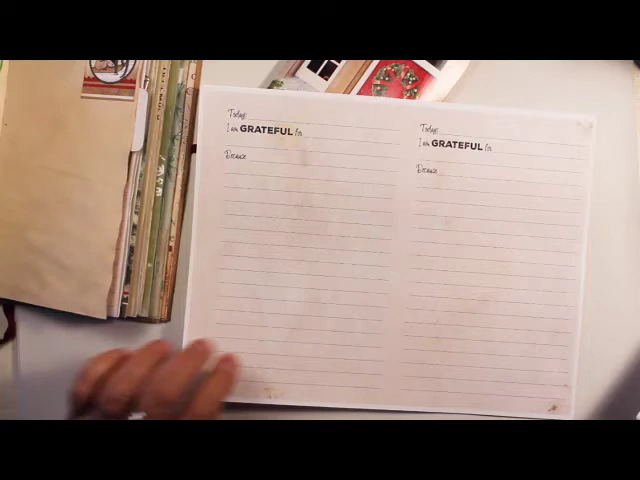 Today:
I am GRATEFUL for
Because
Today:
I am GRATEFUL for
Because